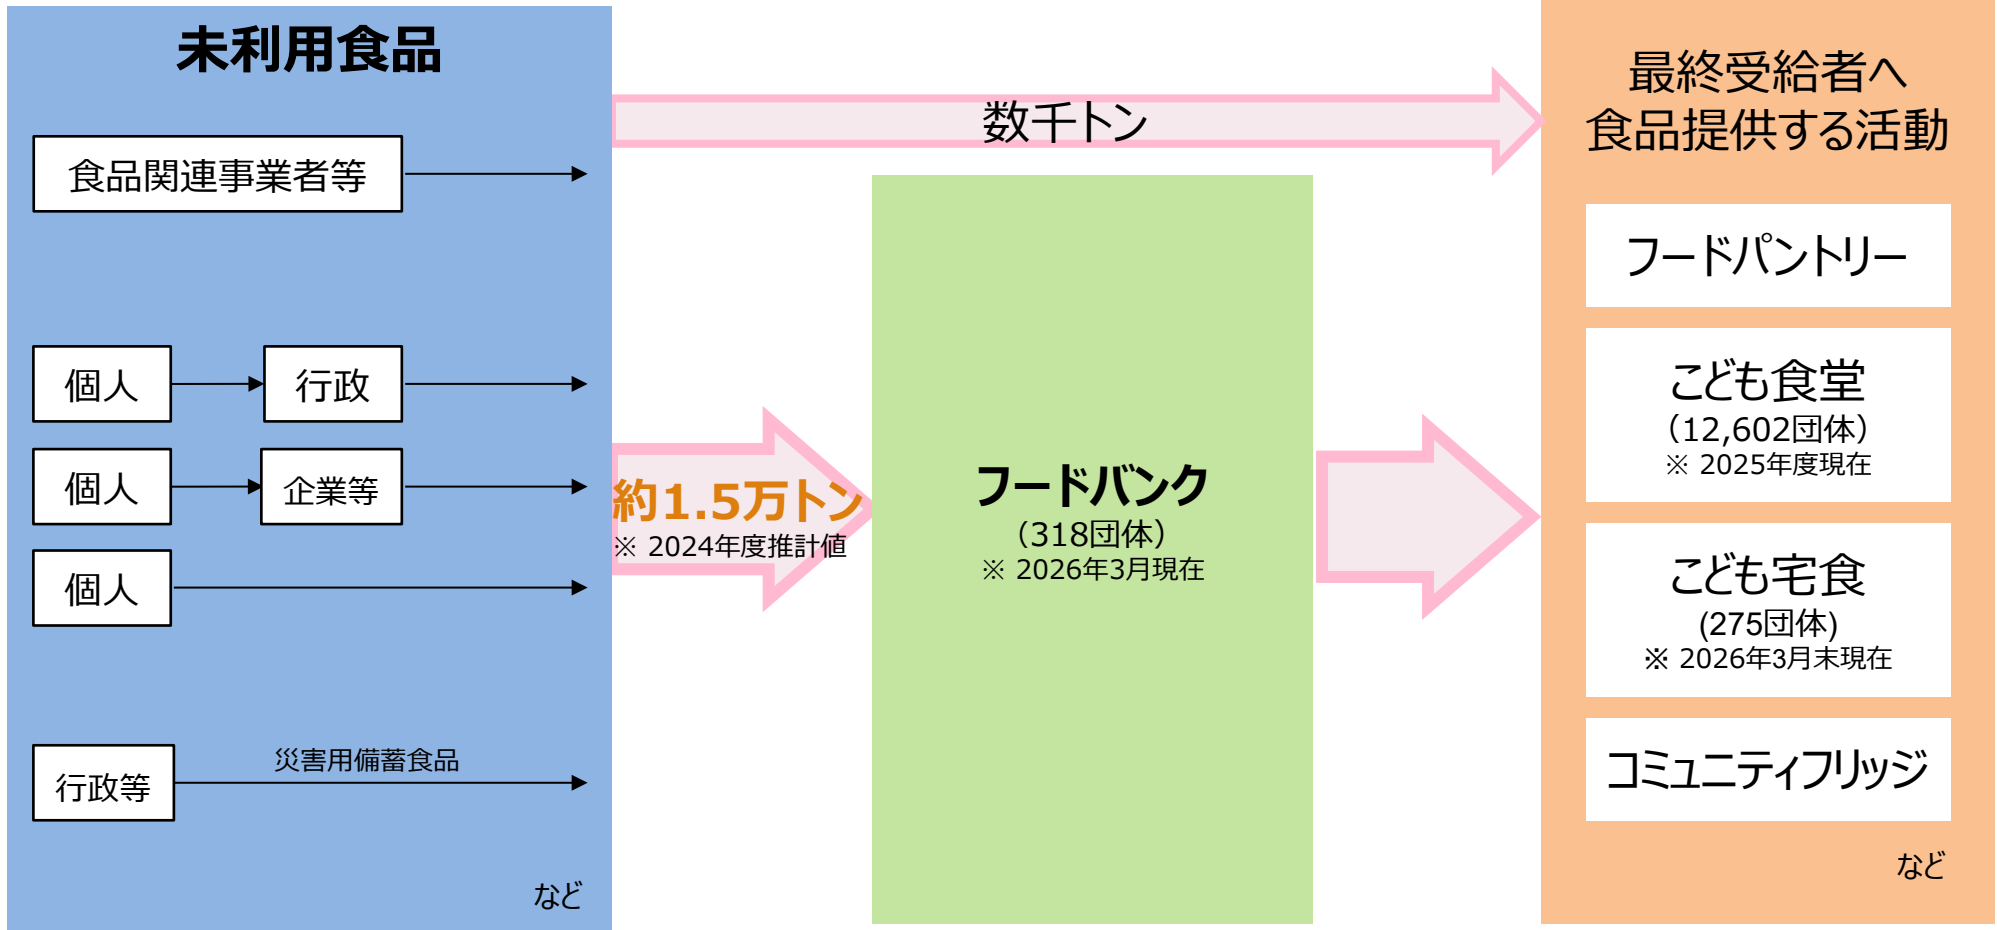 未利用食品
食品関連事業者等
個人
行政
個人
企業等
個人
行政等
災害用備蓄食品
など
数千トン
約1.5万トン
※ 2024年度推計値
フードバンク
（318団体）
※ 2026年3月現在
最終受給者へ
食品提供する活動
フードパントリー
こども食堂
（12,602団体）
※ 2025年度現在
こども宅食
(275団体)
※ 2026年3月末現在
コミュニティフリッジ
など